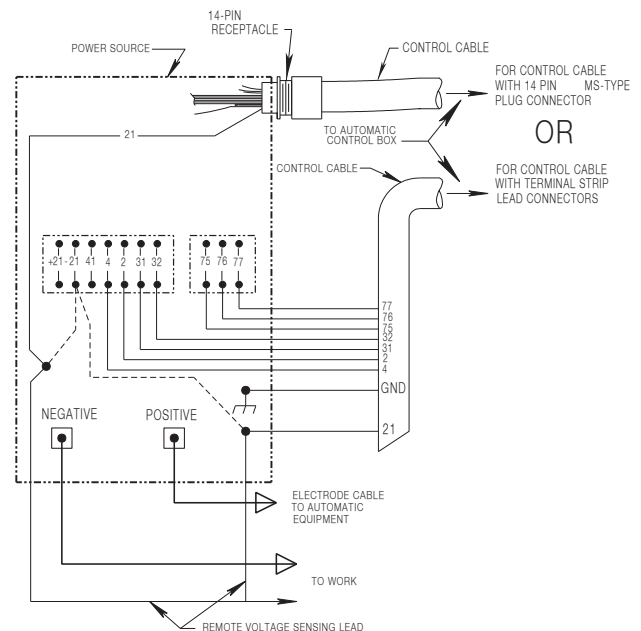 14-PIN
RECEPTACLE
POWER SOURCE
CONTROL CABLE
FOR CONTROL CABLE
WITH 14 PIN MS-TYPE
PLUG CONNECTOR
21
TO AUTOMATIC
CONTROL BOX
OR
CONTROL CABLE
FOR CONTROL CABLE
WITH TERMINAL STRIP
LEAD CONNECTORS
+21 -21 41 4 2 31 32
75 76 77
77
76
75
32
31
2
4
GND
21
NEGATIVE
POSITIVE
ELECTRODE CABLE
TO AUTOMATIC
EQUIPMENT
TO WORK
REMOTE VOLTAGE SENSING LEAD